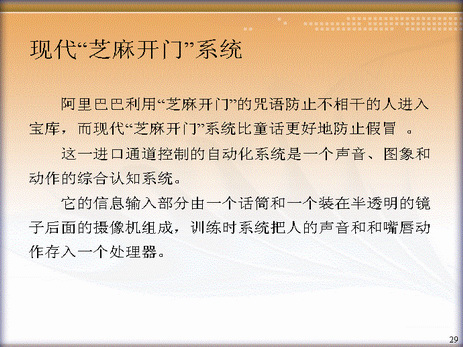 现代“芝麻开门”系统
阿里巴巴利用“芝麻开门”的咒语防止不相干的人进入
宝库，而现代“芝麻开门”系统比童话更好地防止假冒 。
这一进口通道控制的自动化系统是一个声音、图象和
动作的综合认知系统。
它的信息输入部分由一个话筒和一个装在半透明的镜
子后面的摄像机组成，训练时系统把人的声音和和嘴唇动
作存入一个处理器。
29